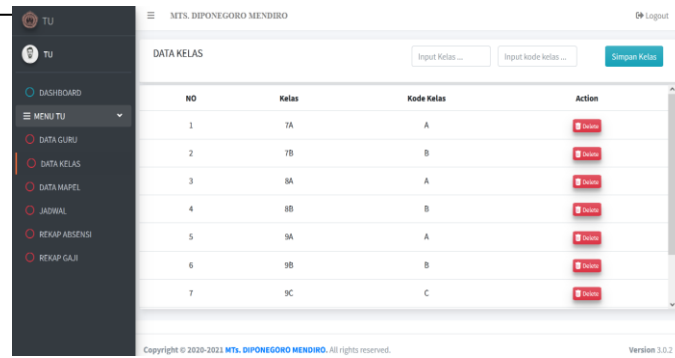 TU
MTS. DIPONEGORO MENDIRO
Logout
TU
DASHBOARD
MENU TU
DATA GURU
DATA KELAS
DATA MAPEL
JADWAL
REKAP ABSENSI
REKAP GAJI
DATA KELAS
Input Kelas ...
Input kode kelas ...
Simpan Kelas
NO Kelas Kode Kelas Action
1 7A A Delete
2 7B B Delete
3 8A A Delete
4 8B B Delete
5 9A A Delete
6 9B B Delete
7 9C C Delete
Copyright © 2020-2021 MTs. DIPONEGORO MENDIRO. All rights reserved.
Version 3.0.2